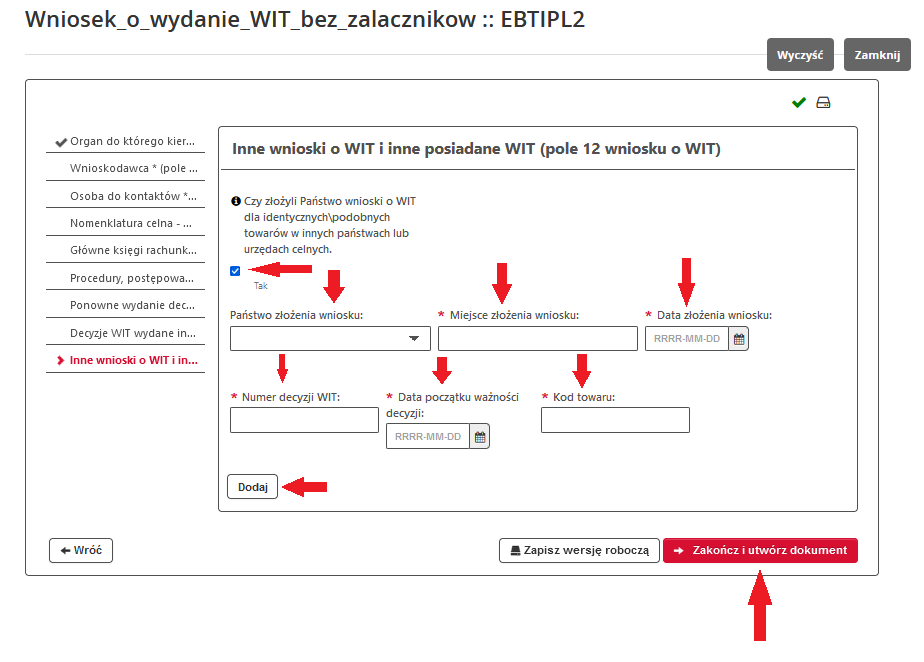 Wniosek_o_wydanie_WIT_bez_zalacznikow :: EBTIPL2
Wyczyść
Zamknij
Organ do którego kier...
Wnioskodawca * (pole ...
Osoba do kontaktów *...
Nomenklatura celna - ...
Główne księgi rachunk...
Procedury, postępowa...
Ponowne wydanie dec...
Decyzje WIT wydane in...
Inne wnioski o WIT i in...
Inne wnioski o WIT i inne posiadane WIT (pole 12 wniosku o WIT)
Czy złożyli Państwo wnioski o WIT
dla identycznych\podobnych
towarów w innych państwach lub
urzędach celnych.
Tak
Państwo złożenia wniosku:
* Miejsce złożenia wniosku:
* Data złożenia wniosku:
RRRR-MM-DD
* Numer decyzji WIT:
* Data początku ważności
decyzji:
RRRR-MM-DD
* Kod towaru:
Dodaj
Wróć
Zapisz wersję roboczą
Zakończ i utwórz dokument